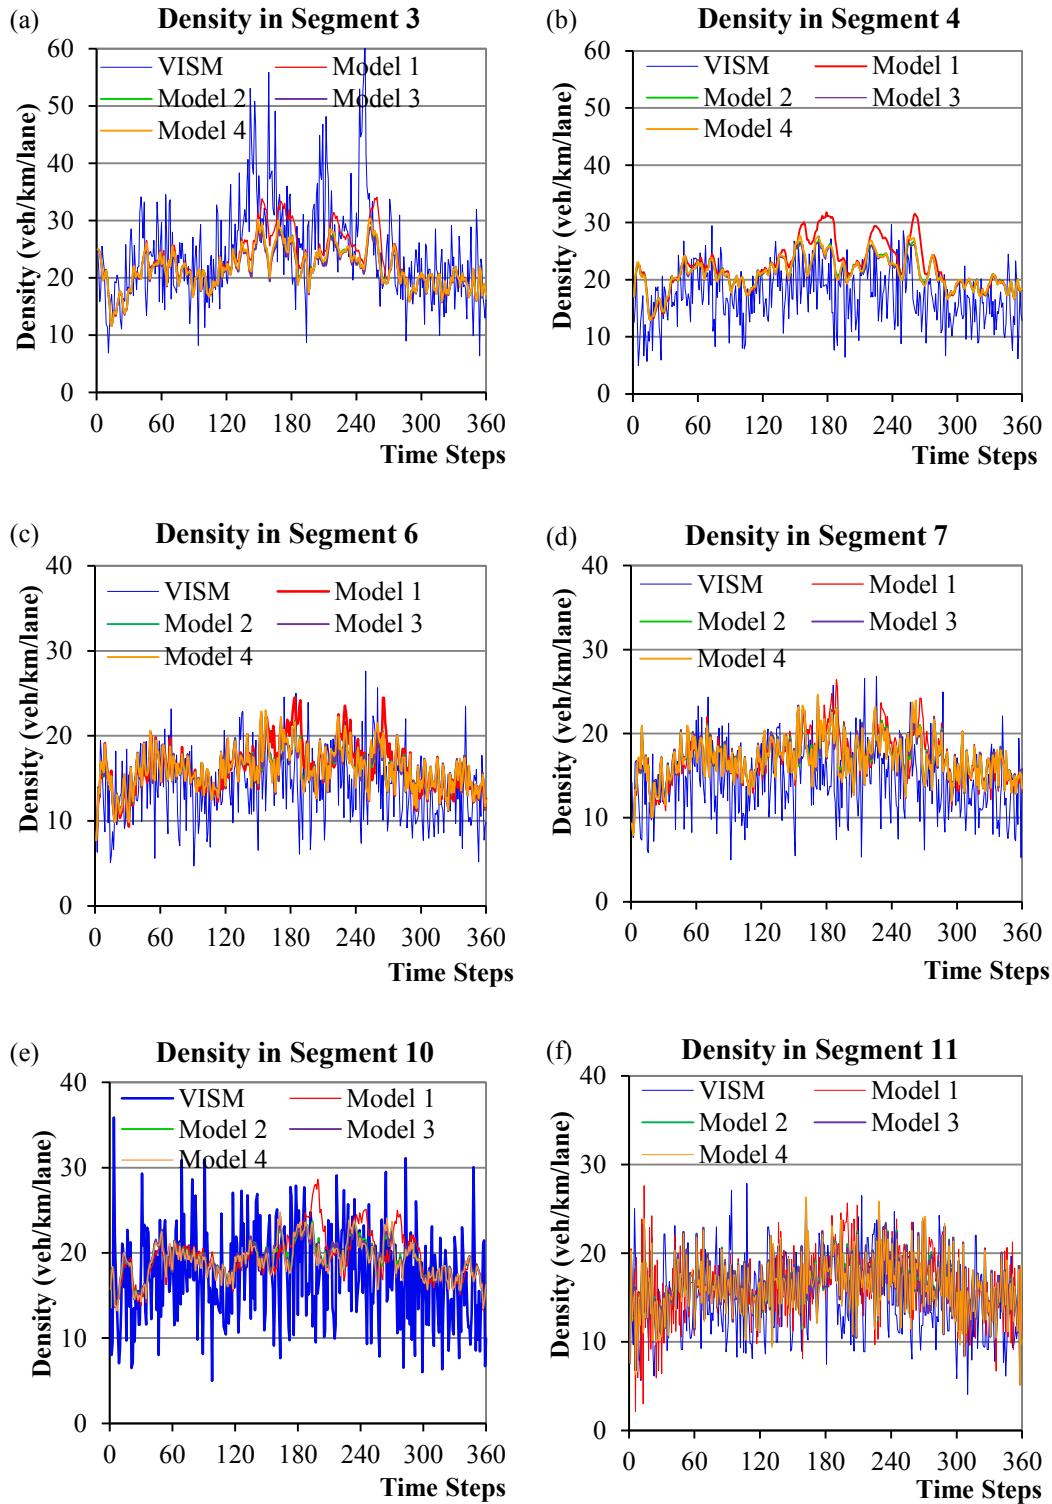 (a) Density in Segment 3
60
50
40
30
20
10
0
Density (veh/km/lane)
VISM Model 1
Model 2 Model 3
Model 4
0 60 120 180 240 300 360
Time Steps
(b) Density in Segment 4
60
50
40
30
20
10
0
Density (veh/km/lane)
VISM Model 1
Model 2 Model 3
Model 4
0 60 120 180 240 300 360
Time Steps
(c) Density in Segment 6
40
30
20
10
0
Density (veh/km/lane)
VISM Model 1
Model 2 Model 3
Model 4
0 60 120 180 240 300 360
Time Steps
(d) Density in Segment 7
40
30
20
10
0
Density (veh/km/lane)
VISM Model 1
Model 2 Model 3
Model 4
0 60 120 180 240 300 360
Time Steps
(e) Density in Segment 10
40
30
20
10
0
Density (veh/km/lane)
VISM Model 1
Model 2 Model 3
Model 4
0 60 120 180 240 300 360
Time Steps
(f) Density in Segment 11
40
30
20
10
0
Density (veh/km/lane)
VISM Model 1
Model 2 Model 3
Model 4
0 60 120 180 240 300 360
Time Steps